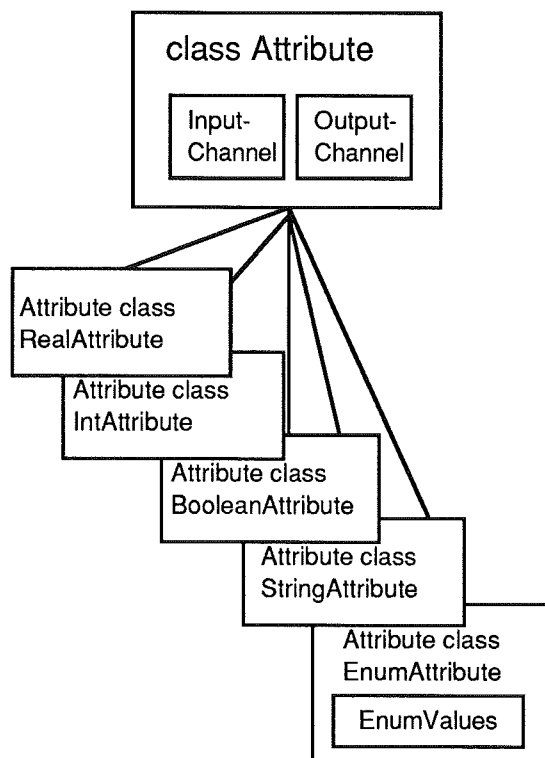 class Attribute
Input-
Channel
Output-
Channel
Attribute class
RealAttribute
Attribute class
IntAttribute
Attribute class
BooleanAttribute
Attribute class
StringAttribute
Attribute class
EnumAttribute
EnumValues